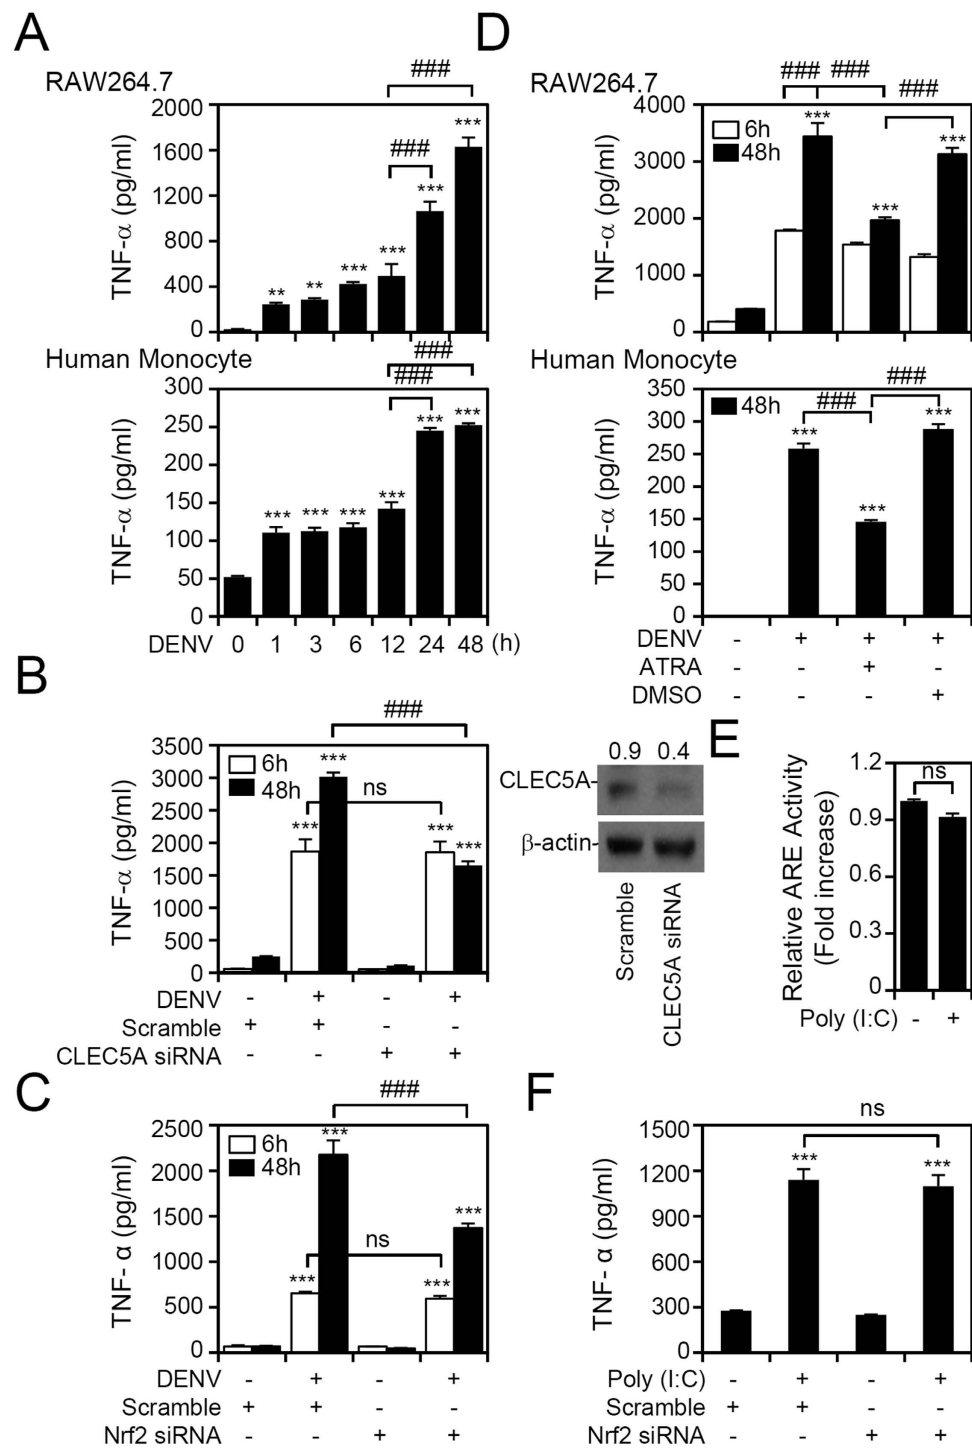 A
RAW264.7
###
###
TNF-α (pg/ml)
2000
1600
1200
800
400
0
** ** *** *** *** ***
Human Monocyte
###
###
TNF-α (pg/ml)
300
250
200
150
100
50
0
*** *** *** *** *** ***
DENV 0 1 3 6 12 24 48 (h)
B
###
TNF-α (pg/ml)
3500
3000
2500
2000
1500
1000
500
0
6h
48h
ns
*** *** *** ***
DENV - + - +
Scramble + + - -
CLEC5A siRNA - - + +
0.9 0.4
CLEC5A-
β-actin-
Scramble
CLEC5A siRNA
C
###
TNF- α (pg/ml)
2500
2000
1500
1000
500
0
6h
48h
ns
*** *** *** ***
DENV - + - +
Scramble + + - -
Nrf2 siRNA - - + +
D
RAW264.7
### ###
###
TNF-α (pg/ml)
4000
3000
2000
1000
0
6h
48h
*** *** ***
Human Monocyte
###
###
TNF-α (pg/ml)
350
300
250
200
150
100
50
0
48h
*** *** ***
DENV - + + +
ATRA - - + -
DMSO - - - +
E
Relative ARE Activity
(Fold increase)
1.2
0.9
0.6
0.3
0
ns
Poly (I:C) - +
F
ns
TNF- α (pg/ml)
1500
1200
900
600
300
0
*** ***
Poly (I:C) - + - +
Scramble + + - -
Nrf2 siRNA - - + +